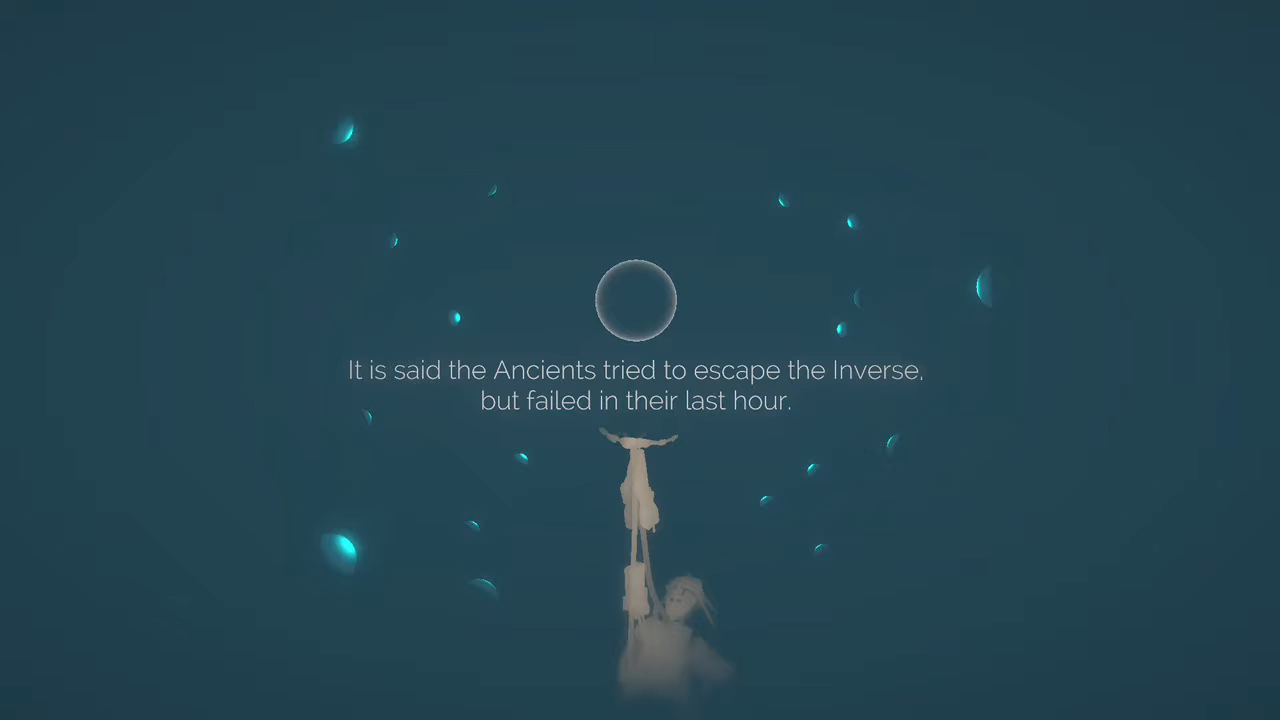 It is said the Ancients tried to escape the Inverse,
but failed in their last hour.